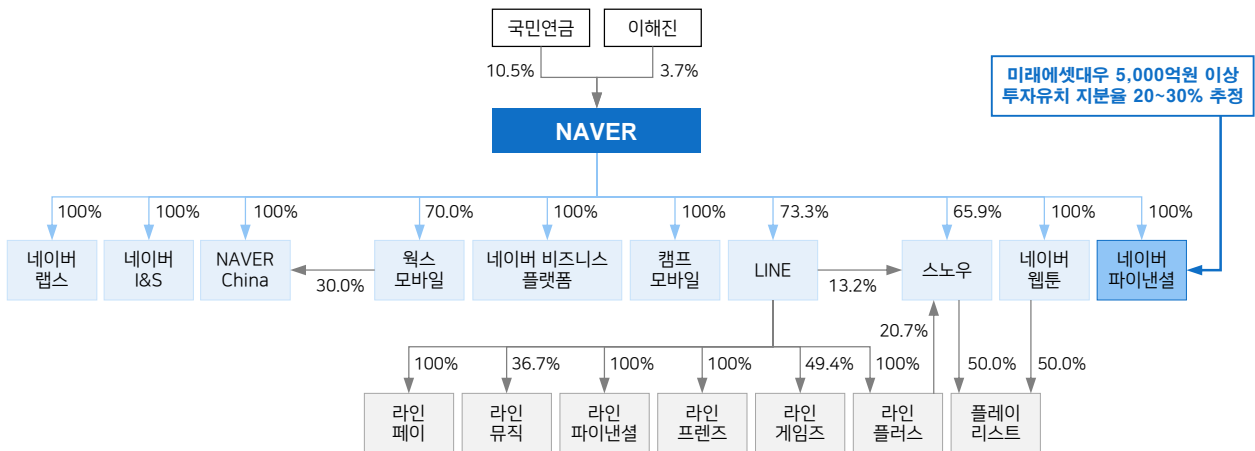 국민연금
이해진
10.5%
3.7%
미래에셋대우 5,000억원 이상
투자유치 지분율 20~30% 추정
NAVER
100%
100%
100%
70.0%
100%
100%
73.3%
65.9%
100%
100%
네이버
랩스
네이버
I&S
NAVER
China
30.0%
웍스
모바일
네이버 비즈니스
플랫폼
캠프
모바일
LINE
13.2%
스노우
네이버
웹툰
네이버
파이낸셜
20.7%
100%
36.7%
100%
100%
49.4%
100%
50.0%
50.0%
라인
페이
라인
뮤직
라인
파이낸셜
라인
프렌즈
라인
게임즈
라인
플러스
플레이
리스트